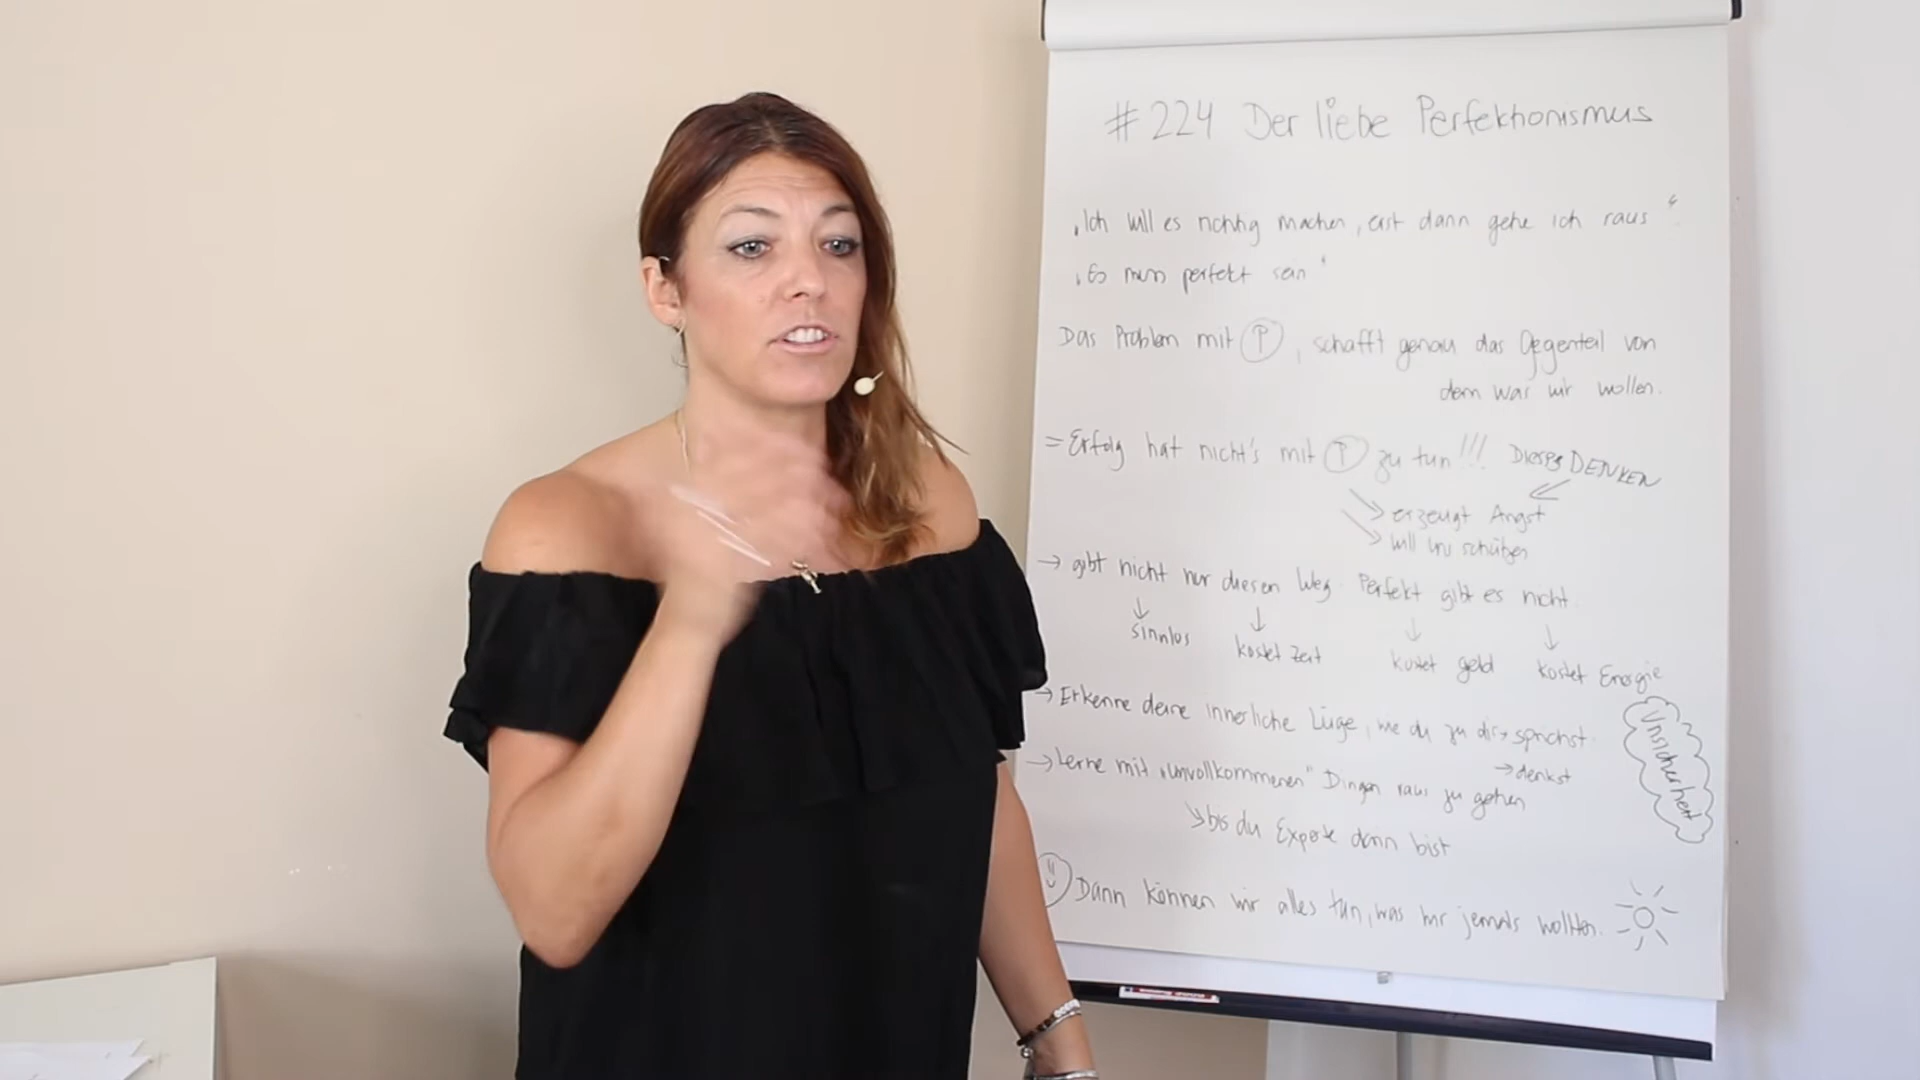 #224 Der liebe Perfektionismus
„Ich will es richtig machen, erst dann gehe ich raus“
„Es muss perfekt sein“
Das Problem mit P, schafft genau das Gegenteil von
dem was wir wollen.
= Erfolg hat nicht's mit P zu tun!!! DIESES DENKEN
erzeugt Angst
will uns schützen
→ gibt nicht nur diesen Weg. Perfekt gibt es nicht.
sinnlos kostet Zeit kostet geld kostet Energie
→ Erkenne deine innerliche Lüge, wie du zu dir → sprichst
→ denkst
Unsicherheit
→ Lerne mit „unvollkommenen“ Dingen raus zu gehen
bis du Experte darin bist
Dann können wir alles tun, was wir jemals wollten.